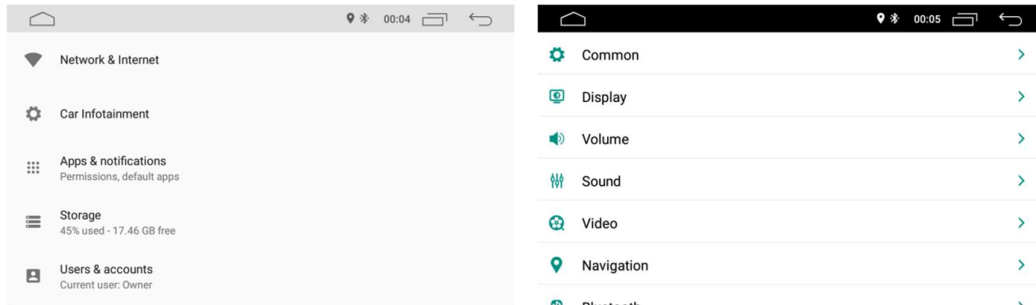 00:04
Network & Internet
Car Infotainment
Apps & notifications
Permissions, default apps
Storage
45% used - 17.46 GB free
Users & accounts
Current user: Owner
00:05
Common
Display
Volume
Sound
Video
Navigation
Bluetooth